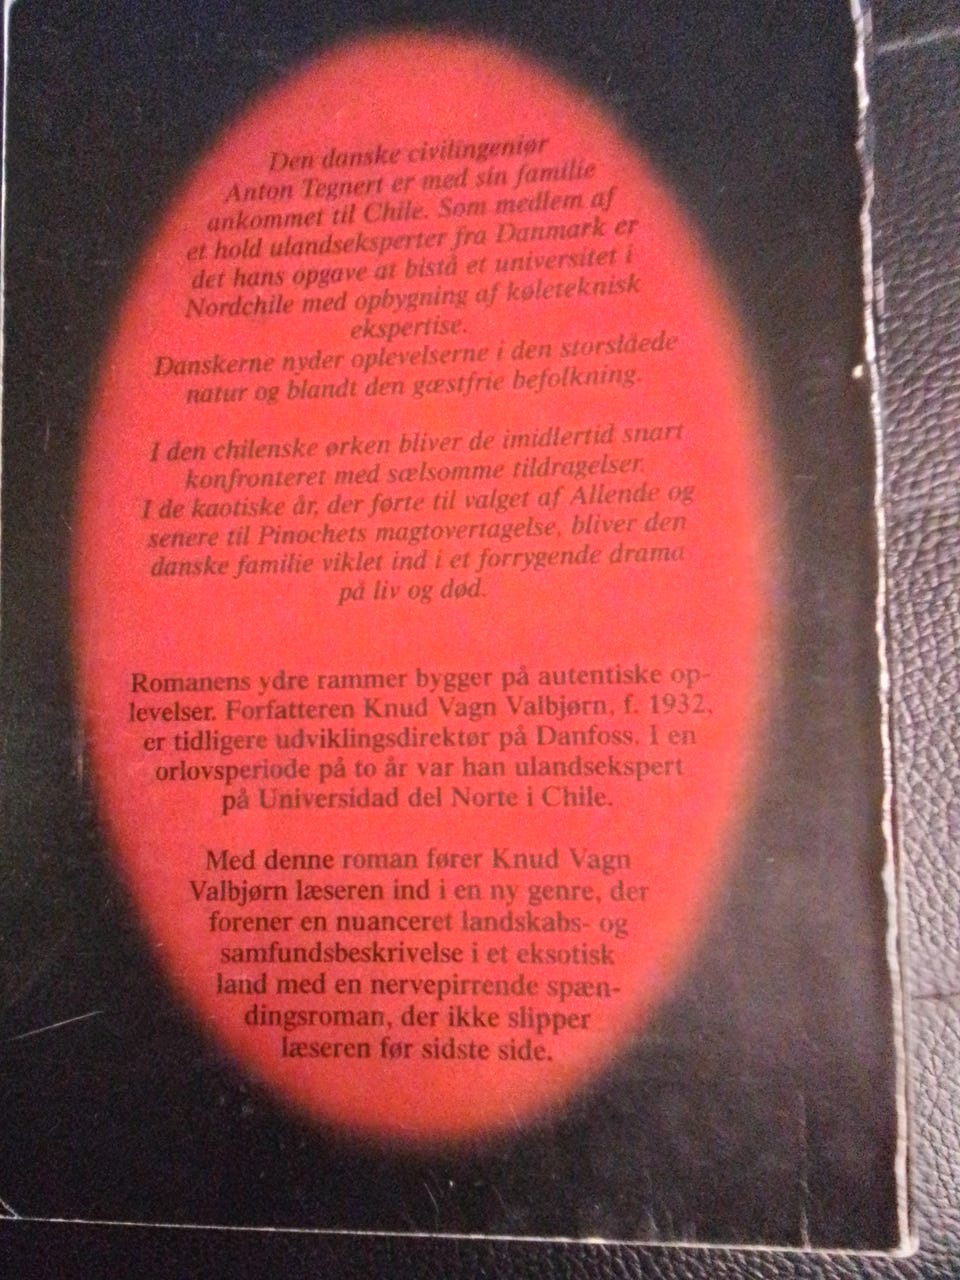 Den danske civilingeniør
Anton Tegnert er med sin familie
ankommet til Chile. Som medlem af
et hold ulandseksperter fra Danmark er
det hans opgave at bistå et universitet i
Nordchile med opbygning af køleteknisk
ekspertise.
Danskerne nyder oplevelserne i den storslåede
natur og blandt den gæstfrie befolkning.
I den chilenske ørken bliver de imidlertid snart
konfronteret med sælsomme tildragelser.
I de kaotiske år, der førte til valget af Allende og
senere til Pinochets magtovertagelse, bliver den
danske familie viklet ind i et forrygende drama
på liv og død.
Romanens ydre rammer bygger på autentiske op-
levelser. Forfatteren Knud Vagn Valbjørn, f. 1932,
er tidligere udviklingsdirektør på Danfoss. I en
orlovsperiode på to år var han ulandsekspert
på Universidad del Norte i Chile.
Med denne roman fører Knud Vagn
Valbjørn læseren ind i en ny genre, der
forener en nuanceret landskabs- og
samfundsbeskrivelse i et eksotisk
land med en nervepirrende spæn-
dingsroman, der ikke slipper
læseren før sidste side.